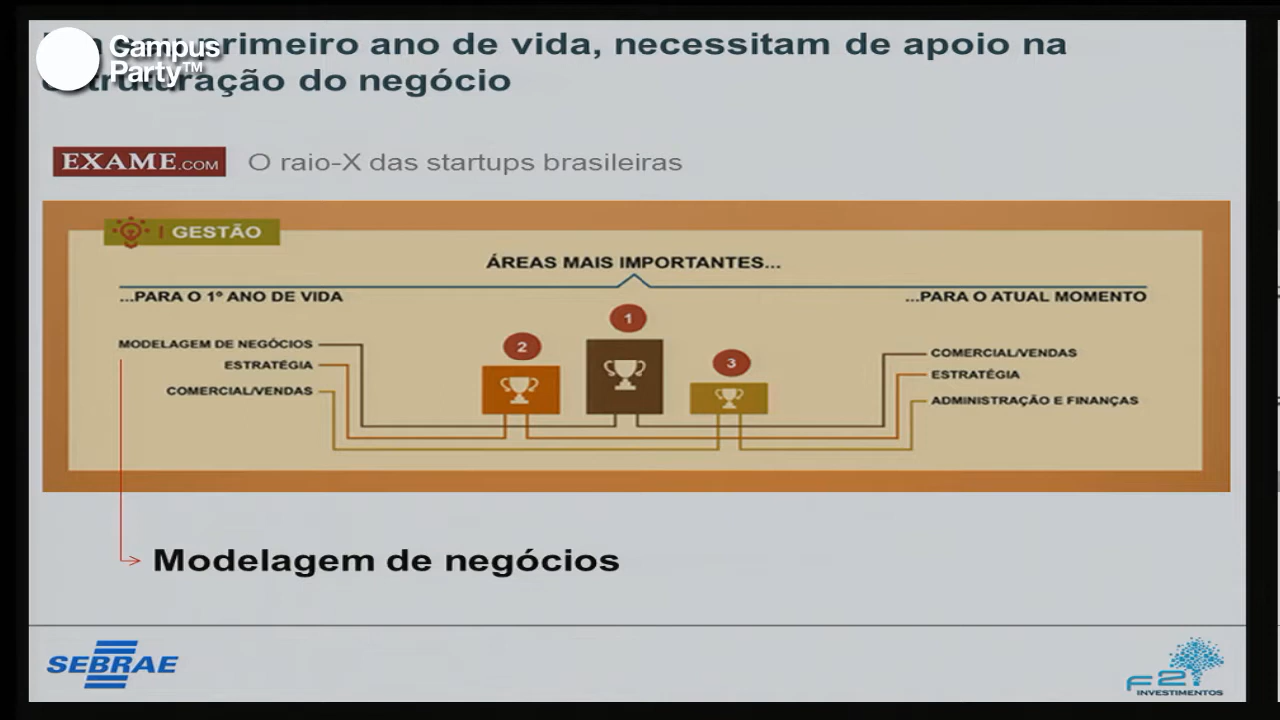 Campus
Party™
primeiro ano de vida, necessitam de apoio na
do negócio
EXAME.COM O raio-X das startups brasileiras
GESTÃO
ÁREAS MAIS IMPORTANTES...
...PARA O 1º ANO DE VIDA
...PARA O ATUAL MOMENTO
1
2
3
MODELAGEM DE NEGÓCIOS
ESTRATÉGIA
COMERCIAL/VENDAS
COMERCIAL/VENDAS
ESTRATÉGIA
ADMINISTRAÇÃO E FINANÇAS
Modelagem de negócios
SEBRAE
F2i
INVESTIMENTOS